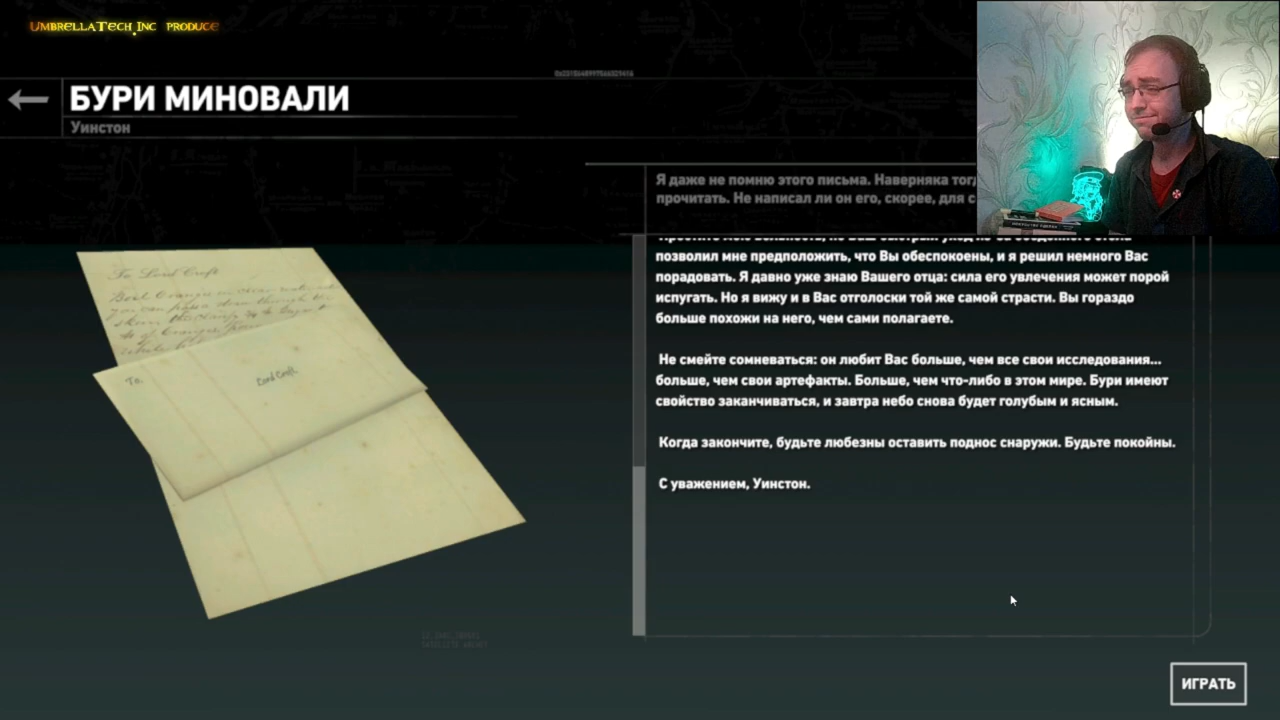 UmbrellaTech.Inc produce
БУРИ МИНОВАЛИ
Уинстон
Я даже не помню этого письма. Наверняка тог
прочитать. Не написал ли он его, скорее, для с
позволил мне предположить, что Вы обеспокоены, и я решил немного Вас
порадовать. Я давно уже знаю Вашего отца: сила его увлечения может порой
испугать. Но я вижу и в Вас отголоски той же самой страсти. Вы гораздо
больше похожи на него, чем сами полагаете.
Не смейте сомневаться: он любит Вас больше, чем все свои исследования...
больше, чем свои артефакты. Больше, чем что-либо в этом мире. Бури имеют
свойство заканчиваться, и завтра небо снова будет голубым и ясным.
Когда закончите, будьте любезны оставить поднос снаружи. Будьте покойны.
С уважением, Уинстон.
To Lord Croft
To.
Lord Croft.
ИГРАТЬ